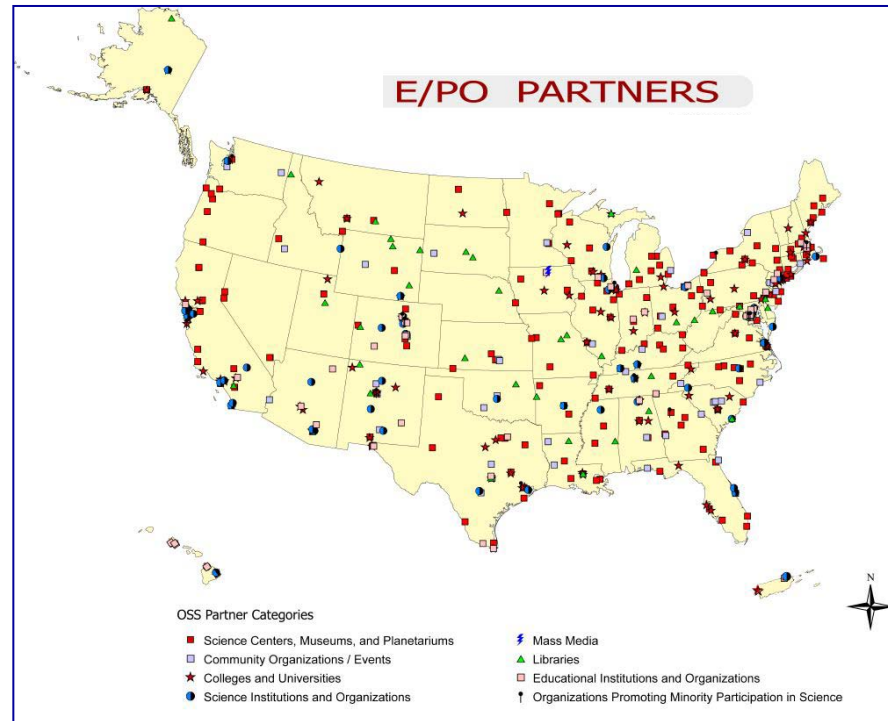 E/PO PARTNERS
N
OSS Partner Categories
Science Centers, Museums, and Planetariums
Community Organizations / Events
Colleges and Universities
Science Institutions and Organizations
Mass Media
Libraries
Educational Institutions and Organizations
Organizations Promoting Minority Participation in Science